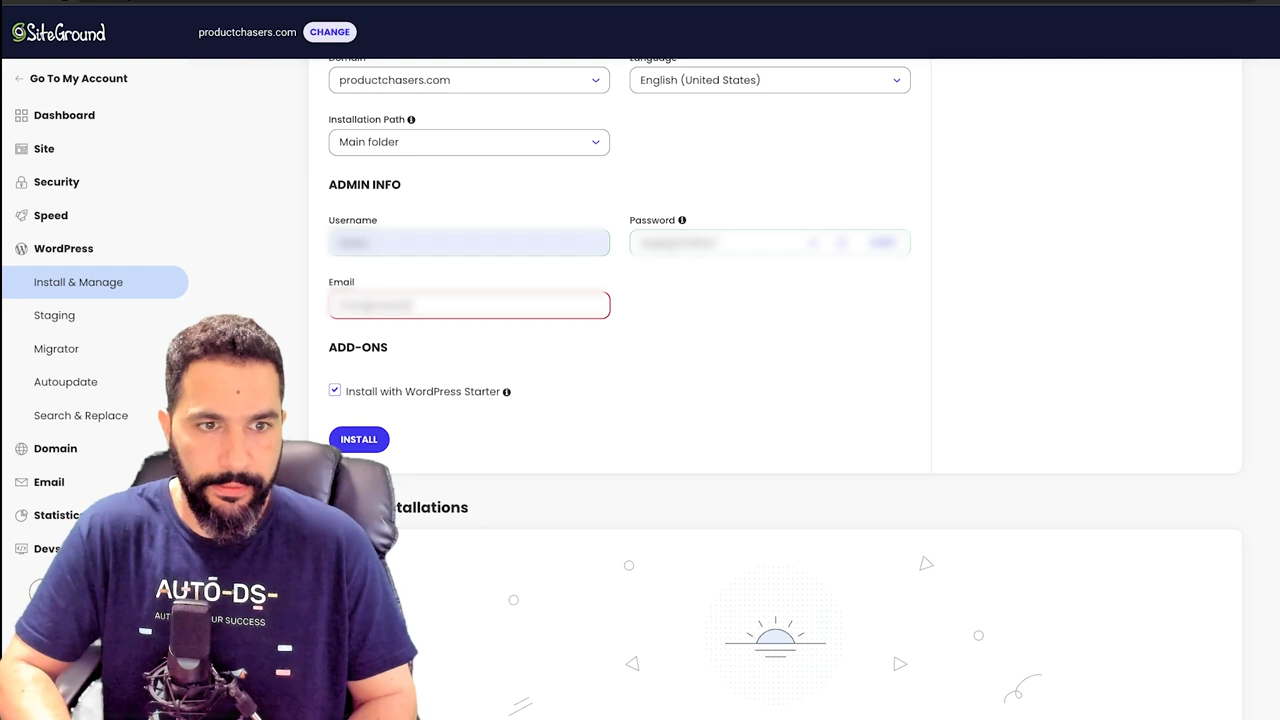 SiteGround
productchasers.com CHANGE
Go To My Account
Dashboard
Site
Security
Speed
WordPress
Install & Manage
Staging
Migrator
Autoupdate
Search & Replace
Domain
Email
Domain
productchasers.com
Language
English (United States)
Installation Path
Main folder
ADMIN INFO
Username
Password
Email
ADD-ONS
Install with WordPress Starter
INSTALL
AUTO-DS-